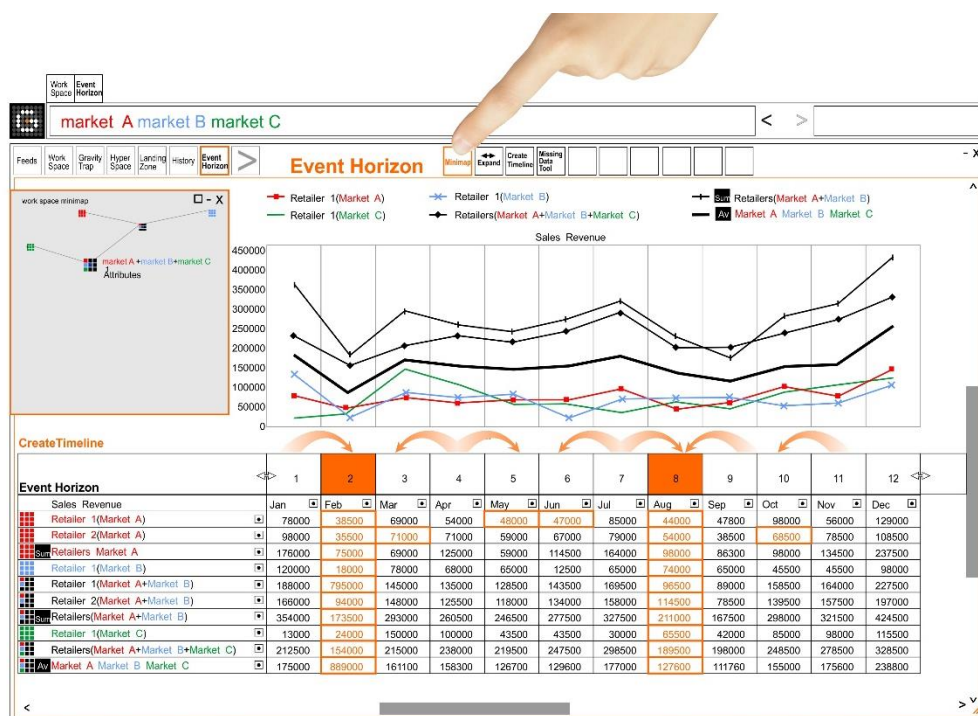 Work Space Event Horizon
market A market B market C < >
Feeds Work Space Gravity Trap Hyper Space Landing Zone History Event Horizon > Event Horizon Minimap Expand Create Timeline Missing Data Tool - X
work space minimap - X
market A +market B+market C
1
Attributes
Retailer 1(Market A) Retailer 1(Market B) Sum Retailers(Market A+Market B)
Retailer 1(Market C) Retailers(Market A+Market B+Market C) Av Market A Market B Market C
Sales Revenue
450000
400000
350000
300000
250000
200000
150000
100000
50000
0
CreateTimeline
Event Horizon 1 2 3 4 5 6 7 8 9 10 11 12
Sales Revenue Jan Feb Mar Apr May Jun Jul Aug Sep Oct Nov Dec
Retailer 1(Market A) 78000 38500 69000 54000 48000 47000 85000 44000 47800 98000 56000 129000
Retailer 2(Market A) 98000 35500 71000 71000 59000 67000 79000 54000 38500 68500 78500 108500
Sum Retailers Market A 176000 75000 69000 125000 59000 114500 164000 98000 86300 98000 134500 237500
Retailer 1(Market B) 120000 18000 78000 68000 65000 12500 65000 74000 65000 45500 45500 98000
Retailer 1(Market A+Market B) 188000 795000 145000 135000 128500 143500 169500 96500 89000 158500 164000 227500
Retailer 2(Market A+Market B) 166000 94000 148000 125500 118000 134000 158000 114500 78500 139500 157500 197000
Sum Retailers(Market A+Market B) 354000 173500 293000 260500 246500 277500 327500 211000 167500 298000 321500 424500
Retailer 1(Market C) 13000 24000 150000 100000 43500 43500 30000 65500 42000 85000 98000 115500
Retailers(Market A+Market B+Market C) 212500 154000 215000 238000 219500 247500 298500 189500 198000 248500 278500 328500
Av Market A Market B Market C 175000 889000 161100 158300 126700 129600 177000 127600 111760 155000 175600 238800
< >